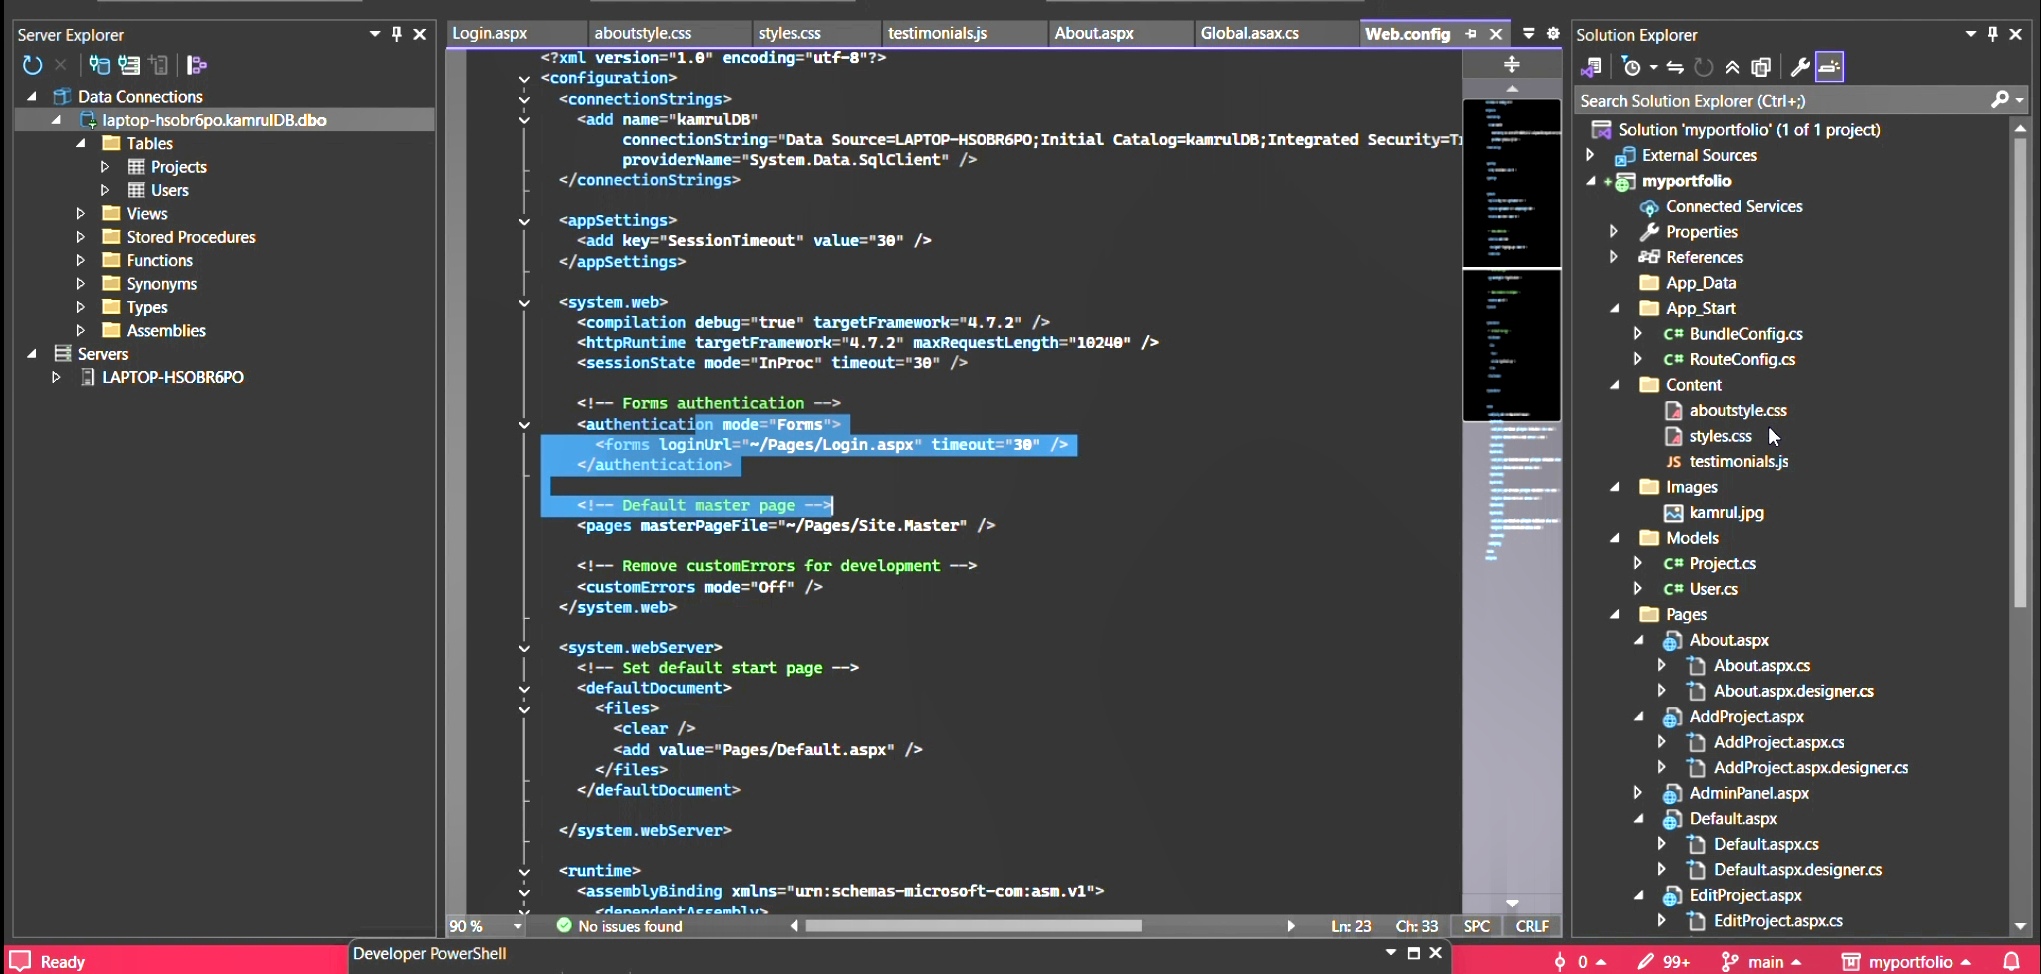 Server Explorer
Data Connections
laptop-hsobr6po.kamrulDB.dbo
Tables
Projects
Users
Views
Stored Procedures
Functions
Synonyms
Types
Assemblies
Servers
LAPTOP-HSOBR6PO
Login.aspx aboutstyle.css styles.css testimonials.js About.aspx Global.asax.cs Web.config
<?xml version="1.0" encoding="utf-8"?>
<configuration>
<connectionStrings>
<add name="kamrulDB"
connectionString="Data Source=LAPTOP-HSOBR6PO;Initial Catalog=kamrulDB;Integrated Security=Tr
providerName="System.Data.SqlClient" />
</connectionStrings>
<appSettings>
<add key="SessionTimeout" value="30" />
</appSettings>
<system.web>
<compilation debug="true" targetFramework="4.7.2" />
<httpRuntime targetFramework="4.7.2" maxRequestLength="10240" />
<sessionState mode="InProc" timeout="30" />
<!-- Forms authentication -->
<authentication mode="Forms">
<forms loginUrl="~/Pages/Login.aspx" timeout="30" />
</authentication>
<!-- Default master page -->
<pages masterPageFile="~/Pages/Site.Master" />
<!-- Remove customErrors for development -->
<customErrors mode="Off" />
</system.web>
<system.webServer>
<!-- Set default start page -->
<defaultDocument>
<files>
<clear />
<add value="Pages/Default.aspx" />
</files>
</defaultDocument>
</system.webServer>
<runtime>
<assemblyBinding xmlns="urn:schemas-microsoft-com:asm.v1">
<dependentAssembly>
90 % No issues found Ln: 23 Ch: 33 SPC CRLF
Solution Explorer
Search Solution Explorer (Ctrl+;)
Solution 'myportfolio' (1 of 1 project)
External Sources
myportfolio
Connected Services
Properties
References
App_Data
App_Start
C# BundleConfig.cs
C# RouteConfig.cs
Content
aboutstyle.css
styles.css
JS testimonials.js
Images
kamrul.jpg
Models
C# Project.cs
C# User.cs
Pages
About.aspx
About.aspx.cs
About.aspx.designer.cs
AddProject.aspx
AddProject.aspx.cs
AddProject.aspx.designer.cs
AdminPanel.aspx
Default.aspx
Default.aspx.cs
Default.aspx.designer.cs
EditProject.aspx
EditProject.aspx.cs
Developer PowerShell
Ready 0 99+ main myportfolio